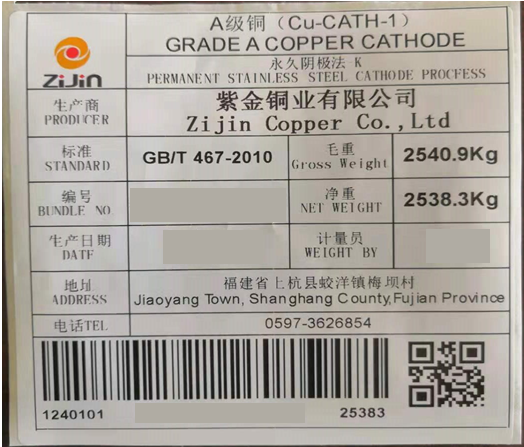 A级铜（Cu-CATH-1）
GRADE A COPPER CATHODE
永久阴极法 K
PERMANENT STAINLESS STEEL CATHODE PROCFESS
ZiJin
生产商
PRODUCER
紫金铜业有限公司
Zijin Copper Co.,Ltd
标准
STANDARD
GB/T 467-2010
毛重
Gross Weight
2540.9Kg
编号
BUNDLE NO
净重
NET WEIGHT
2538.3Kg
生产日期
DATF
计量员
WEIGHT BY
地址
ADDRESS
福建省上杭县蛟洋镇梅坝村
Jiaoyang Town, Shanghang County,Fujian Province
电话TEL
0597-3626854
1240101
25383